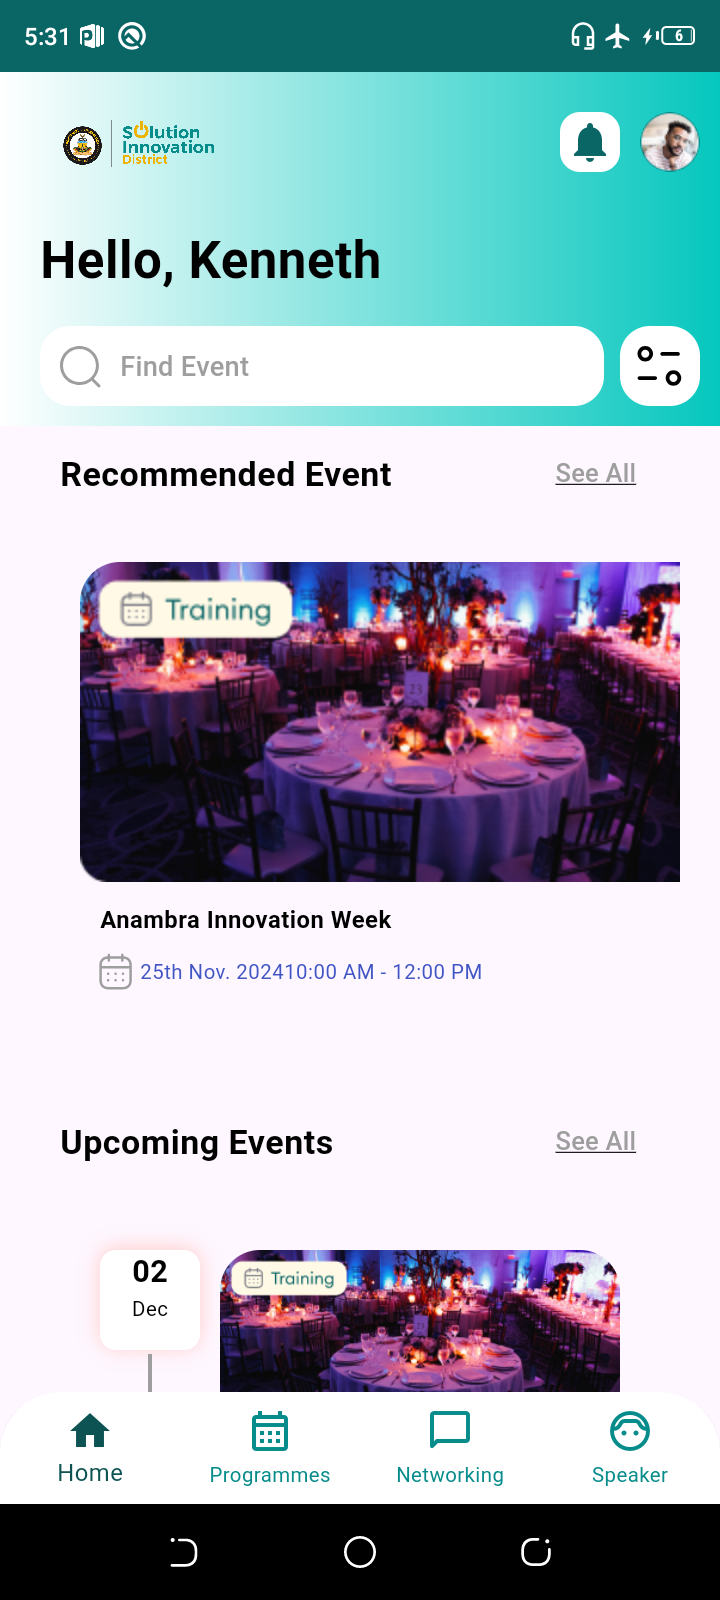 5:31
6
Solution
Innovation
District
Hello, Kenneth
Find Event
Recommended Event
See All
Training
23
Anambra Innovation Week
25th Nov. 202410:00 AM - 12:00 PM
Upcoming Events
See All
02
Dec
Training
Home
Programmes
Networking
Speaker